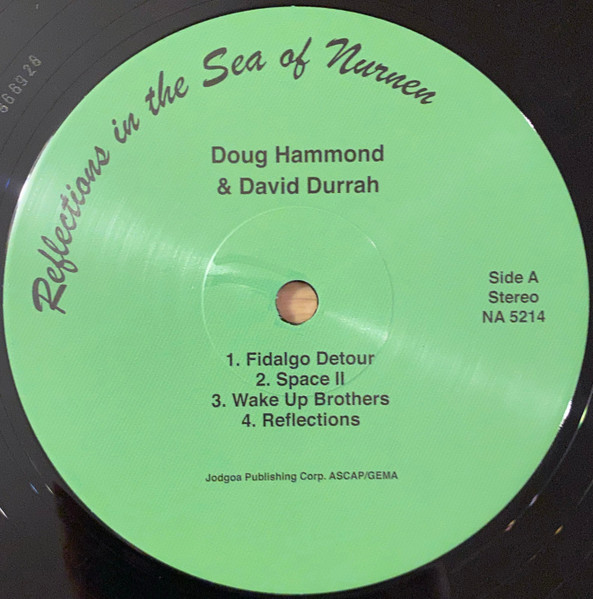 Reflections in the Sea of Nurnen
Doug Hammond
& David Durrah
Side A
Stereo
NA 5214
1. Fidalgo Detour
2. Space II
3. Wake Up Brothers
4. Reflections
Jodgoa Publishing Corp. ASCAP/GEMA